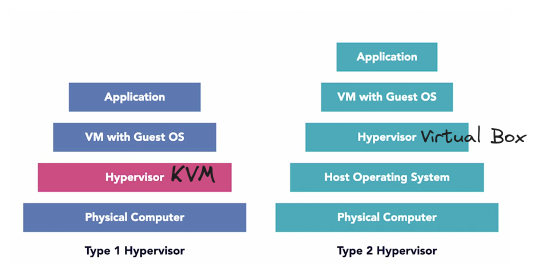 Application
VM with Guest OS
Hypervisor KVM
Physical Computer
Type 1 Hypervisor
Application
VM with Guest OS
Hypervisor Virtual Box
Host Operating System
Physical Computer
Type 2 Hypervisor